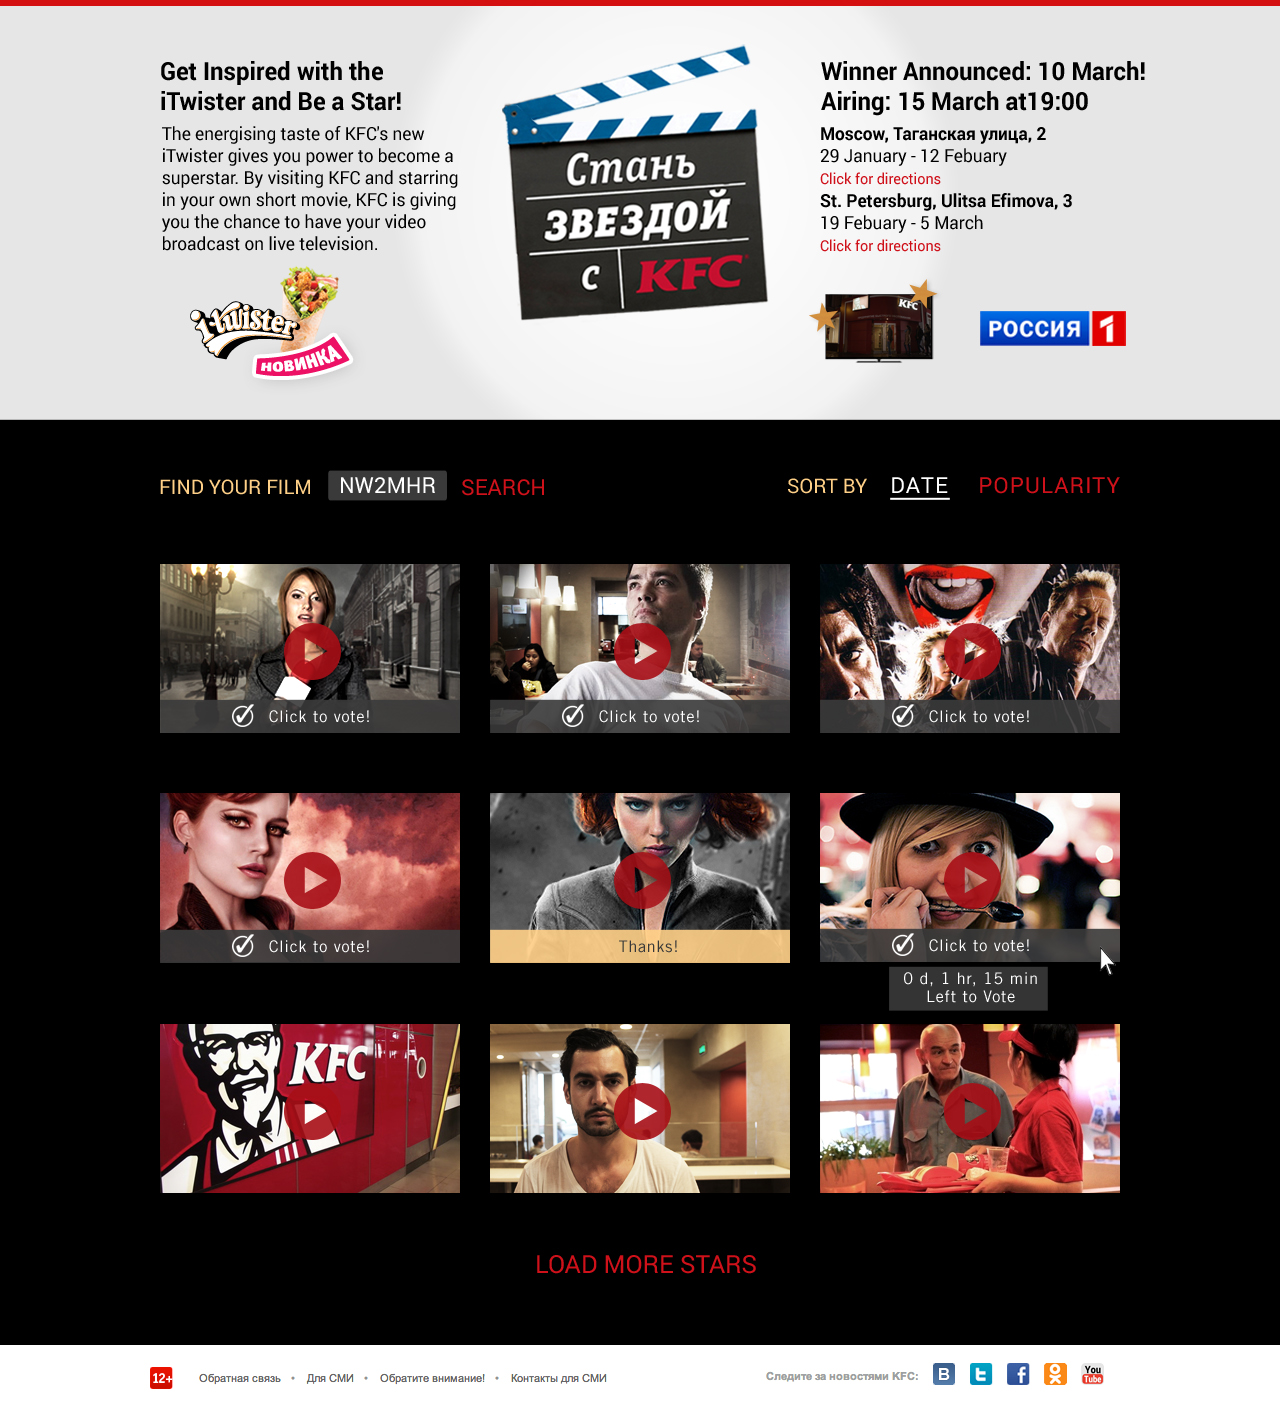 Get Inspired with the
iTwister and Be a Star!
The energising taste of KFC's new
iTwister gives you power to become a
superstar. By visiting KFC and starring
in your own short movie, KFC is giving
you the chance to have your video
broadcast on live television.
i-twister
НОВИНКА
Стань
ЗВЕЗДОЙ
с KFC
Winner Announced: 10 March!
Airing: 15 March at19:00
Moscow, Таганская улица, 2
29 January - 12 Febuary
Click for directions
St. Petersburg, Ulitsa Efimova, 3
19 Febuary - 5 March
Click for directions
KFC
РОССИЯ 1
FIND YOUR FILM NW2MHR SEARCH
SORT BY DATE POPULARITY
Click to vote!
Click to vote!
Click to vote!
Click to vote!
Thanks!
Click to vote!
0 d, 1 hr, 15 min
Left to Vote
KFC
LOAD MORE STARS
12+
Обратная связь • Для СМИ • Обратите внимание! • Контакты для СМИ
Следите за новостями KFC:
B
t
f
You
Tube